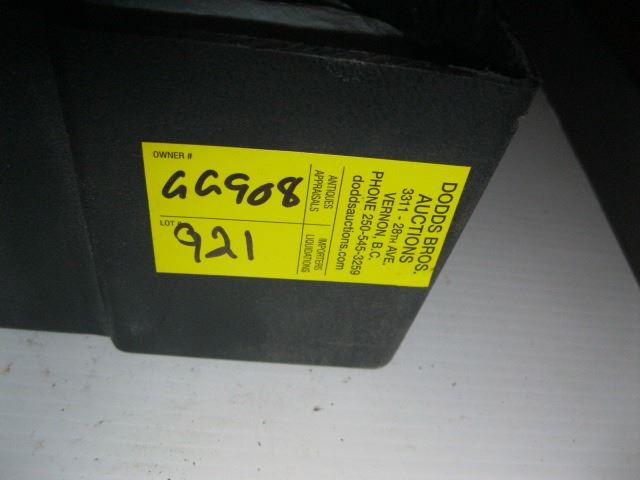 OWNER #
GG908
LOT
921
ANTIQUES
APPRAISALS
IMPORTERS
LIQUIDATIONS
DODDS BROS.
AUCTIONS
3311 - 28TH AVE.
VERNON, B.C.
PHONE 250-545-3259
doddsauctions.com